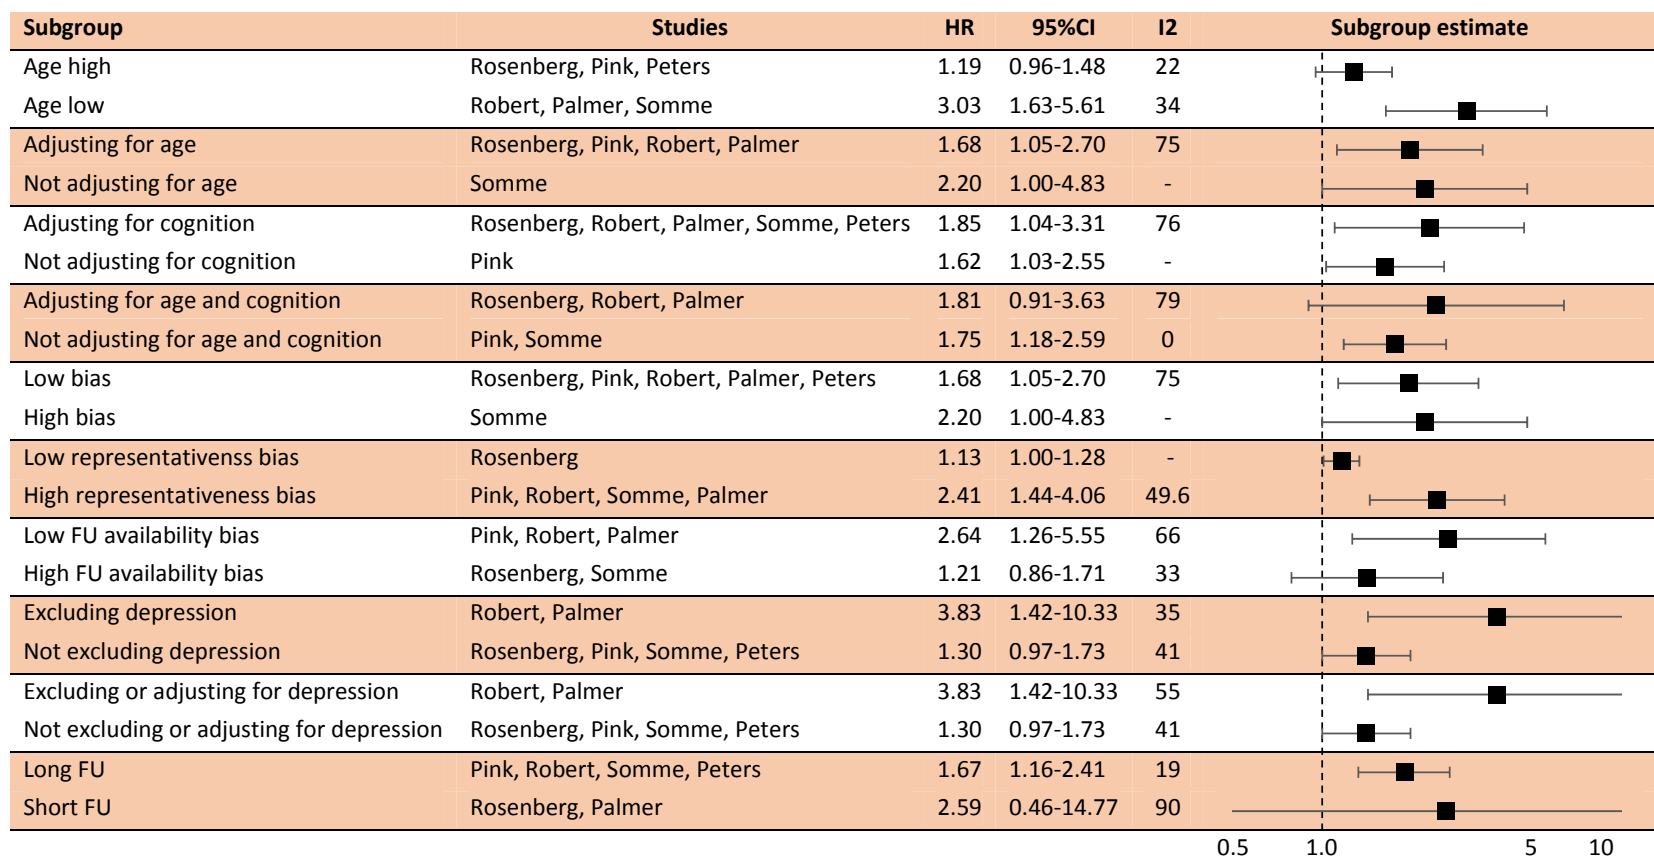 Subgroup Studies HR 95%CI I2 Subgroup estimate
Age high Rosenberg, Pink, Peters 1.19 0.96-1.48 22
Age low Robert, Palmer, Somme 3.03 1.63-5.61 34
Adjusting for age Rosenberg, Pink, Robert, Palmer 1.68 1.05-2.70 75
Not adjusting for age Somme 2.20 1.00-4.83 -
Adjusting for cognition Rosenberg, Robert, Palmer, Somme, Peters 1.85 1.04-3.31 76
Not adjusting for cognition Pink 1.62 1.03-2.55 -
Adjusting for age and cognition Rosenberg, Robert, Palmer 1.81 0.91-3.63 79
Not adjusting for age and cognition Pink, Somme 1.75 1.18-2.59 0
Low bias Rosenberg, Pink, Robert, Palmer, Peters 1.68 1.05-2.70 75
High bias Somme 2.20 1.00-4.83 -
Low representativenss bias Rosenberg 1.13 1.00-1.28 -
High representativeness bias Pink, Robert, Somme, Palmer 2.41 1.44-4.06 49.6
Low FU availability bias Pink, Robert, Palmer 2.64 1.26-5.55 66
High FU availability bias Rosenberg, Somme 1.21 0.86-1.71 33
Excluding depression Robert, Palmer 3.83 1.42-10.33 35
Not excluding depression Rosenberg, Pink, Somme, Peters 1.30 0.97-1.73 41
Excluding or adjusting for depression Robert, Palmer 3.83 1.42-10.33 55
Not excluding or adjusting for depression Rosenberg, Pink, Somme, Peters 1.30 0.97-1.73 41
Long FU Pink, Robert, Somme, Peters 1.67 1.16-2.41 19
Short FU Rosenberg, Palmer 2.59 0.46-14.77 90
0.5 1.0 5 10